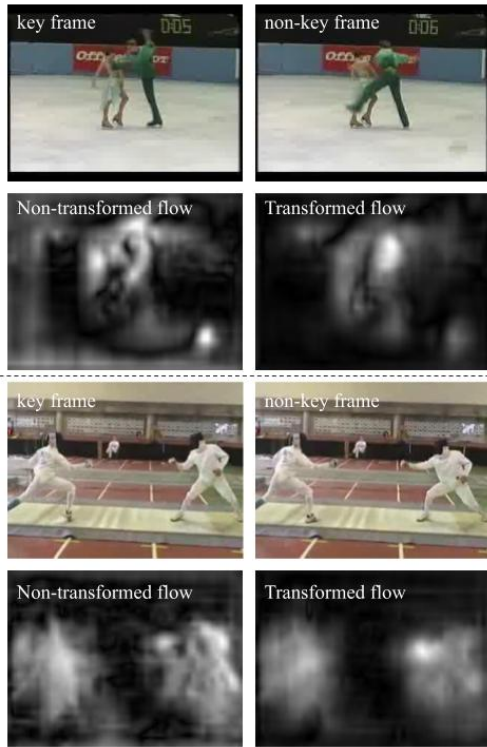 key frame
non-key frame
0:05
0:06
Non-transformed flow
Transformed flow
key frame
non-key frame
Non-transformed flow
Transformed flow